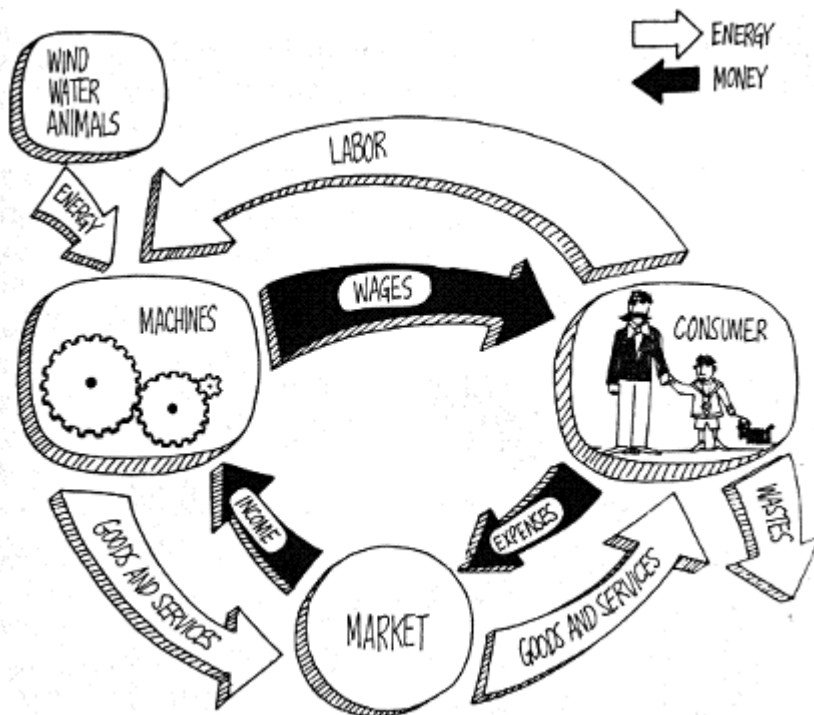 WIND
WATER
ANIMALS
ENERGY
MONEY
LABOR
ENERGY
WAGES
MACHINES
CONSUMER
INCOME
EXPENSES
WASTES
GOODS AND SERVICES
MARKET
GOODS AND SERVICES